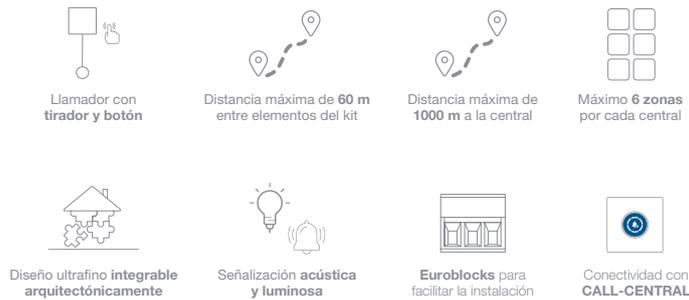 Llamador con
tirador y botón
Distancia máxima de 60 m
entre elementos del kit
Distancia máxima de
1000 m a la central
Máximo 6 zonas
por cada central
Diseño ultrafino integrable
arquitectónicamente
Señalización acústica
y luminosa
Euroblocks para
facilitar la instalación
Conectividad con
CALL-CENTRAL